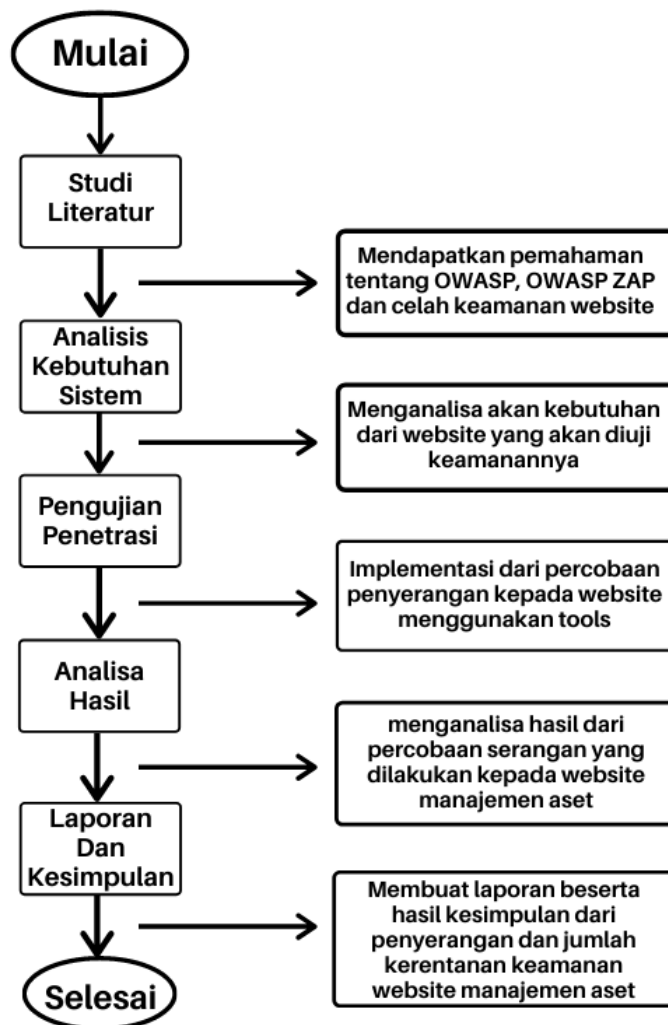 Mulai
Studi
Literatur
Mendapatkan pemahaman
tentang OWASP, OWASP ZAP
dan celah keamanan website
Analisis
Kebutuhan
Sistem
Menganalisa akan kebutuhan
dari website yang akan diuji
keamanannya
Pengujian
Penetrasi
Implementasi dari percobaan
penyerangan kepada website
menggunakan tools
Analisa
Hasil
menganalisa hasil dari
percobaan serangan yang
dilakukan kepada website
manajemen aset
Laporan
Dan
Kesimpulan
Membuat laporan beserta
hasil kesimpulan dari
penyerangan dan jumlah
kerentanan keamanan
website manajemen aset
Selesai